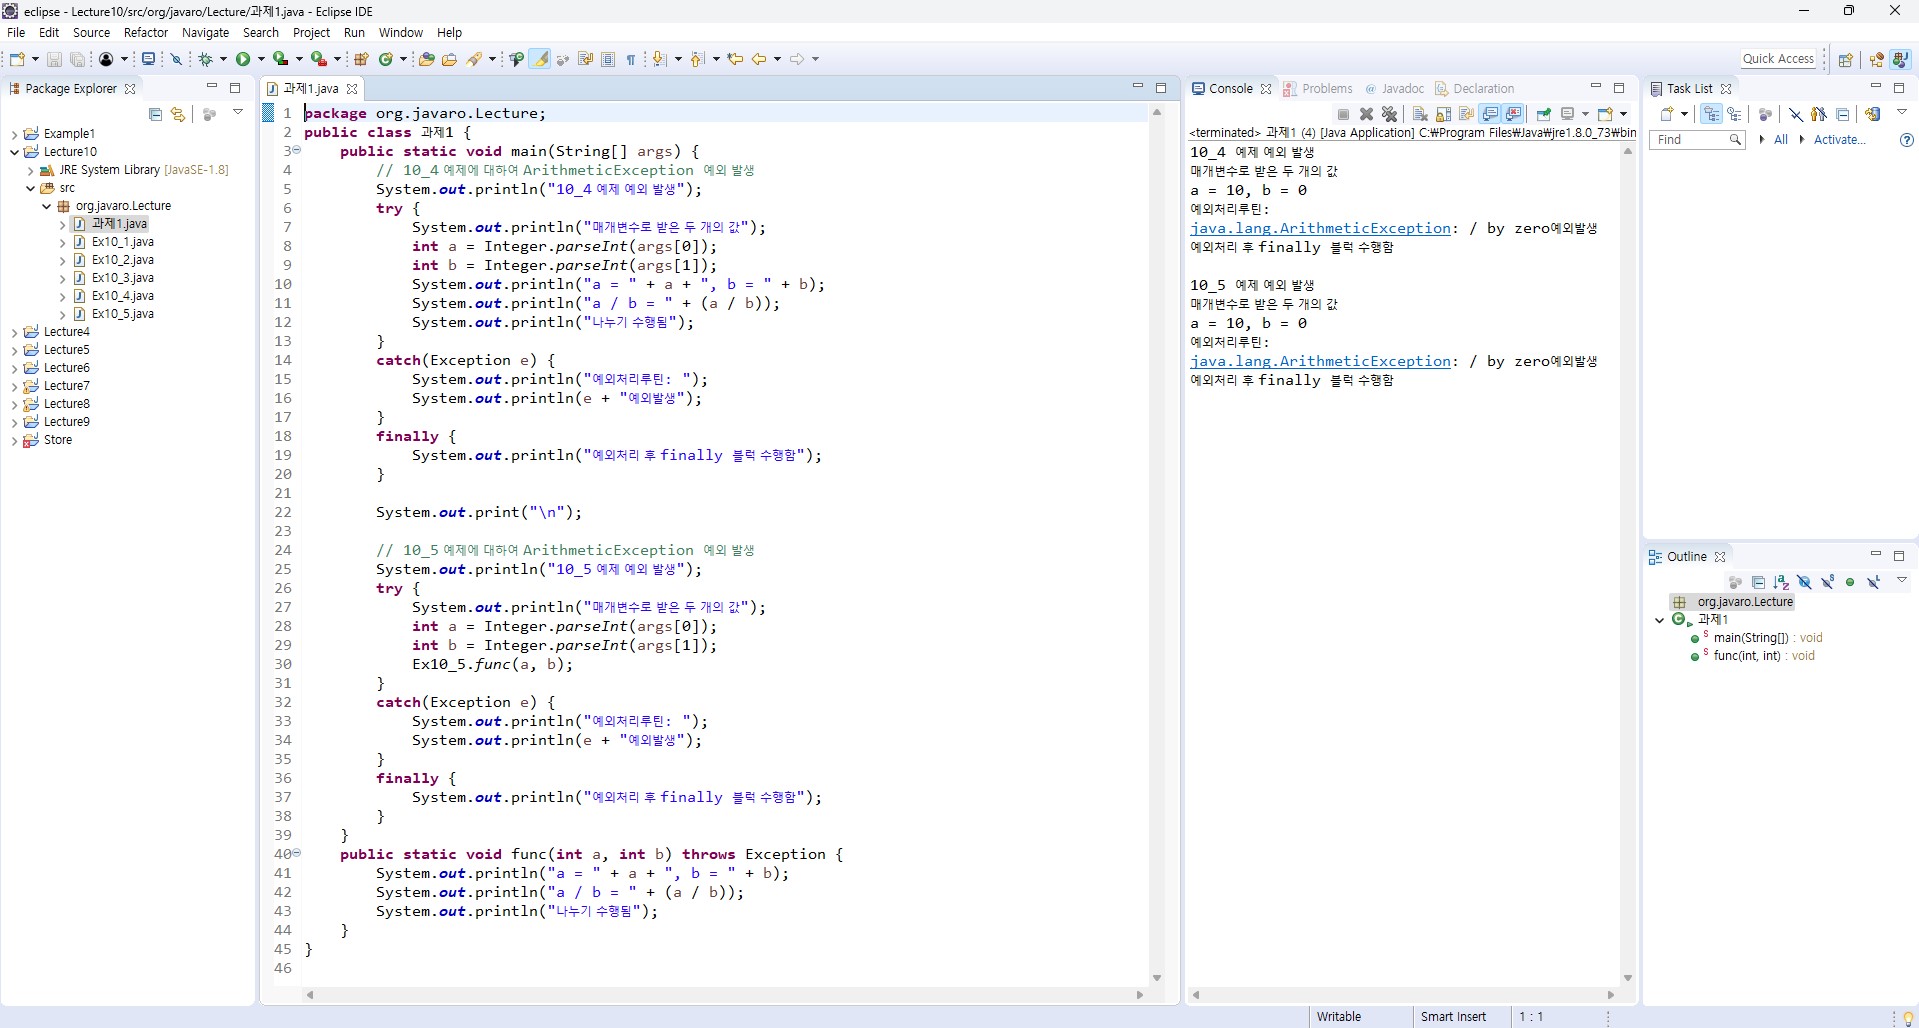 eclipse - Lecture10/src/org/javaro/Lecture/과제1.java - Eclipse IDE
File Edit Source Refactor Navigate Search Project Run Window Help
Quick Access
Package Explorer
Example1
Lecture10
JRE System Library [JavaSE-1.8]
src
org.javaro.Lecture
과제1.java
Ex10_1.java
Ex10_2.java
Ex10_3.java
Ex10_4.java
Ex10_5.java
Lecture4
Lecture5
Lecture6
Lecture7
Lecture8
Lecture9
Store
과제1.java
1 package org.javaro.Lecture;
2 public class 과제1 {
3 public static void main(String[] args) {
4 // 10_4 예제에 대하여 ArithmeticException 예외 발생
5 System.out.println("10_4 예제 예외 발생");
6 try {
7 System.out.println("매개변수로 받은 두 개의 값");
8 int a = Integer.parseInt(args[0]);
9 int b = Integer.parseInt(args[1]);
10 System.out.println("a = " + a + ", b = " + b);
11 System.out.println("a / b = " + (a / b));
12 System.out.println("나누기 수행됨");
13 }
14 catch(Exception e) {
15 System.out.println("예외처리루틴: ");
16 System.out.println(e + "예외발생");
17 }
18 finally {
19 System.out.println("예외처리 후 finally 블럭 수행함");
20 }
21
22 System.out.print("\n");
23
24 // 10_5 예제에 대하여 ArithmeticException 예외 발생
25 System.out.println("10_5 예제 예외 발생");
26 try {
27 System.out.println("매개변수로 받은 두 개의 값");
28 int a = Integer.parseInt(args[0]);
29 int b = Integer.parseInt(args[1]);
30 Ex10_5.func(a, b);
31 }
32 catch(Exception e) {
33 System.out.println("예외처리루틴: ");
34 System.out.println(e + "예외발생");
35 }
36 finally {
37 System.out.println("예외처리 후 finally 블럭 수행함");
38 }
39 }
40 public static void func(int a, int b) throws Exception {
41 System.out.println("a = " + a + ", b = " + b);
42 System.out.println("a / b = " + (a / b));
43 System.out.println("나누기 수행됨");
44 }
45 }
46
Console Problems @ Javadoc Declaration
<terminated> 과제1 (4) [Java Application] C:₩Program Files₩Java₩jre1.8.0_73₩bin
10_4 예제 예외 발생
매개변수로 받은 두 개의 값
a = 10, b = 0
예외처리루틴:
java.lang.ArithmeticException: / by zero예외발생
예외처리 후 finally 블럭 수행함
10_5 예제 예외 발생
매개변수로 받은 두 개의 값
a = 10, b = 0
예외처리루틴:
java.lang.ArithmeticException: / by zero예외발생
예외처리 후 finally 블럭 수행함
Task List
Find All Activate...
Outline
org.javaro.Lecture
과제1
main(String[]) : void
func(int, int) : void
Writable Smart Insert 1 : 1